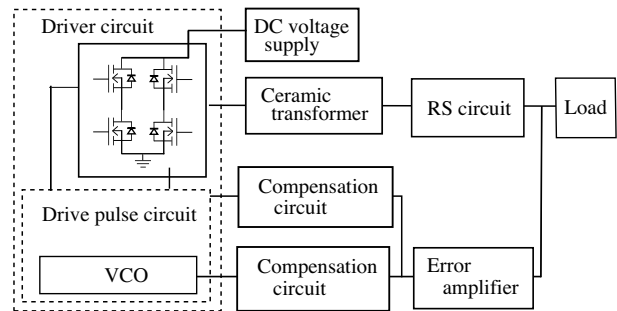 Driver circuit
DC voltage
supply
Ceramic
transformer
RS circuit
Load
Compensation
circuit
Drive pulse circuit
VCO
Compensation
circuit
Error
amplifier